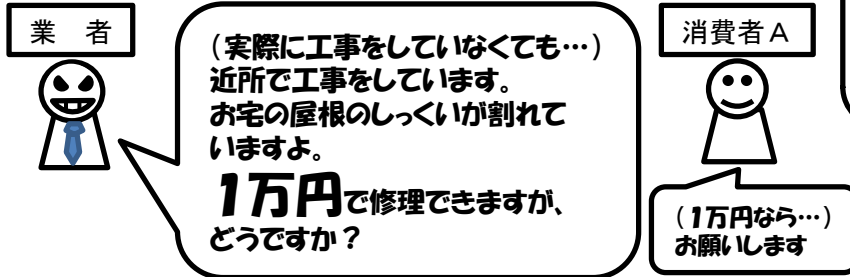 業　者
（実際に工事をしていなくても…）
近所で工事をしています。
お宅の屋根のしっくいが割れて
いますよ。
1万円で修理できますが、
どうですか？
消費者Ａ
（1万円なら…）
お願いします